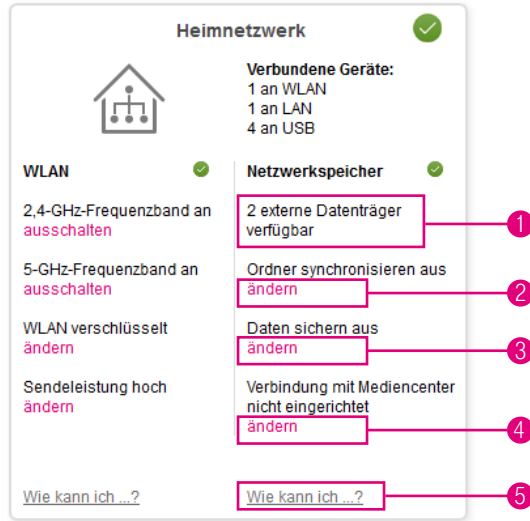 Heimnetzwerk
Verbundene Geräte:
1 an WLAN
1 an LAN
4 an USB
WLAN
2,4-GHz-Frequenzband an
ausschalten
5-GHz-Frequenzband an
ausschalten
WLAN verschlüsselt
ändern
Sendeleistung hoch
ändern
Wie kann ich ...?
Netzwerkspeicher
2 externe Datenträger
verfügbar
1
Ordner synchronisieren aus
ändern
2
Daten sichern aus
ändern
3
Verbindung mit Mediencenter
nicht eingerichtet
ändern
4
Wie kann ich ...?
5